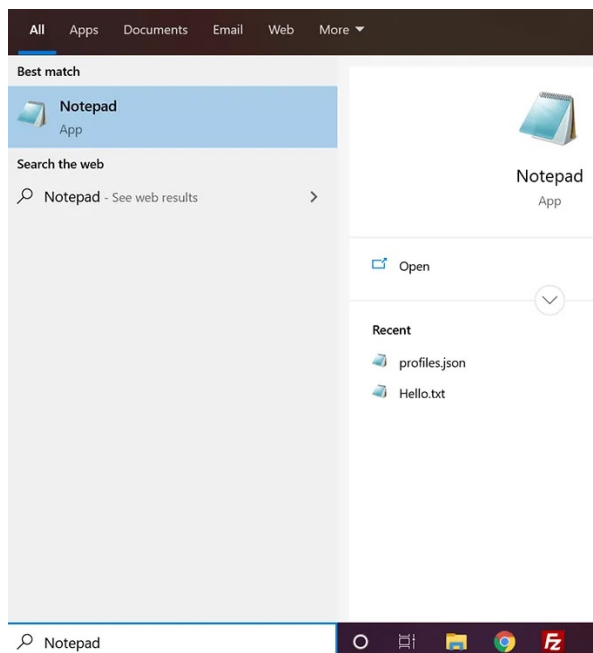 All Apps Documents Email Web More
Best match
Notepad
App
Search the web
Notepad - See web results
Notepad
App
Open
Recent
profiles.json
Hello.txt
Notepad
Fz